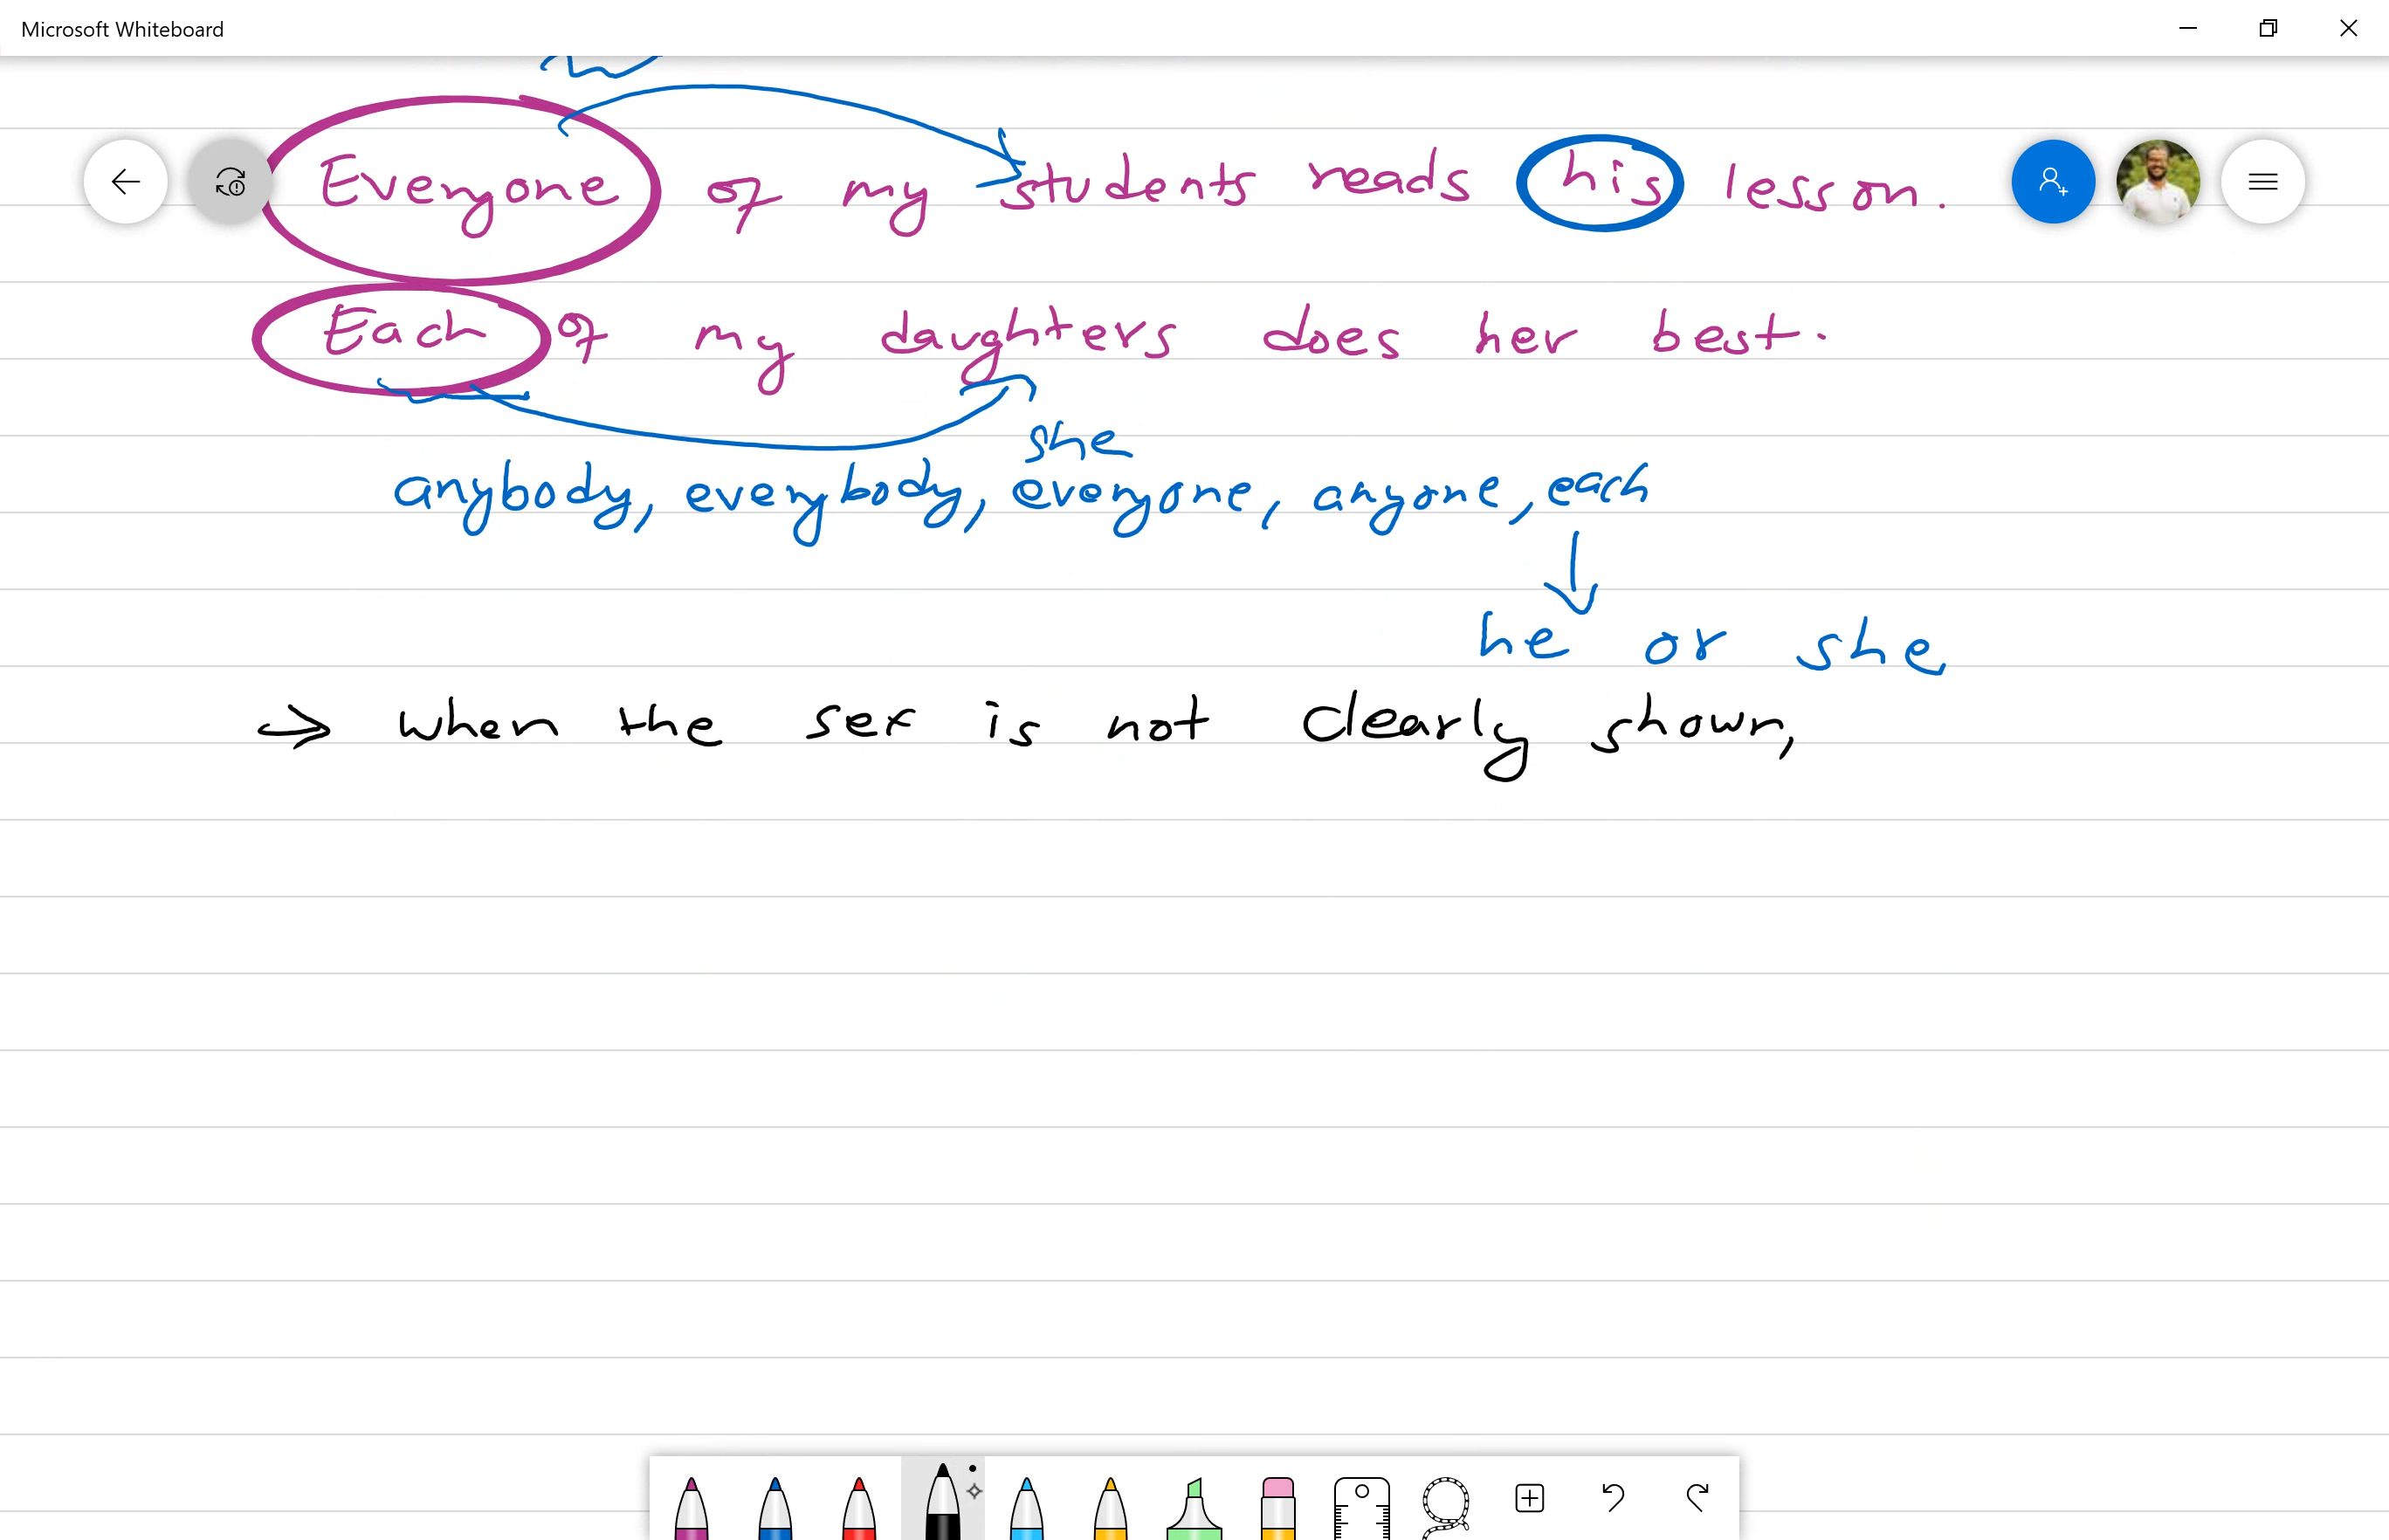 Microsoft Whiteboard
Everyone of my students reads his lesson.
Each of my daughters does her best.
she
anybody, everybody, everyone, anyone, each
he or she
⇒ when the sex is not clearly shown,